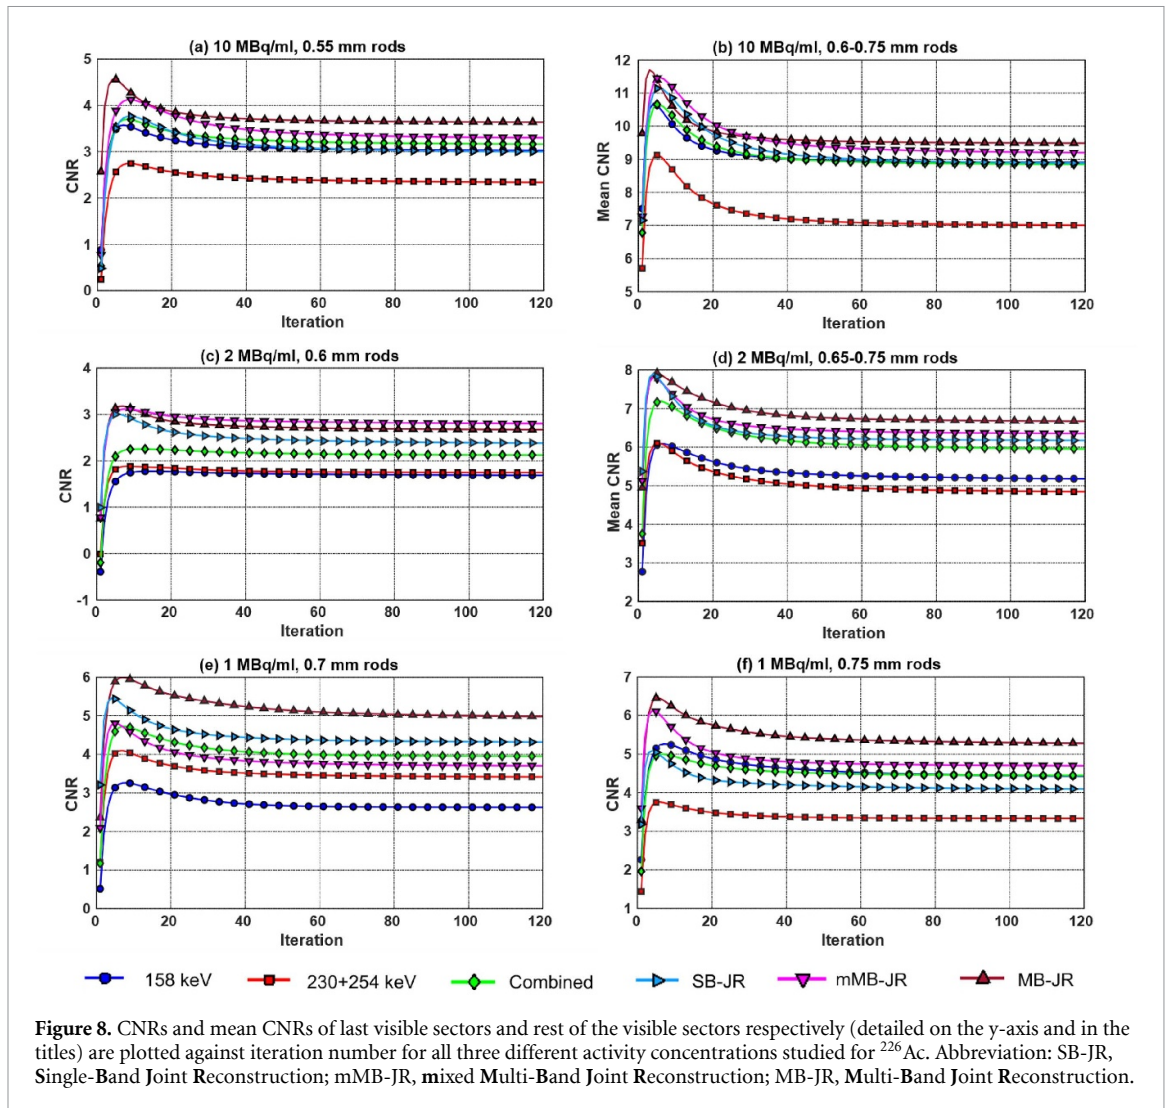 (a) 10 MBq/ml, 0.55 mm rods
5
4
3
2
1
0
CNR
0 20 40 60 80 100 120
Iteration
(b) 10 MBq/ml, 0.6-0.75 mm rods
12
11
10
9
8
7
6
5
Mean CNR
0 20 40 60 80 100 120
Iteration
(c) 2 MBq/ml, 0.6 mm rods
4
3
2
1
0
-1
CNR
0 20 40 60 80 100 120
Iteration
(d) 2 MBq/ml, 0.65-0.75 mm rods
8
7
6
5
4
3
2
Mean CNR
0 20 40 60 80 100 120
Iteration
(e) 1 MBq/ml, 0.7 mm rods
6
5
4
3
2
1
0
CNR
0 20 40 60 80 100 120
Iteration
(f) 1 MBq/ml, 0.75 mm rods
7
6
5
4
3
2
1
CNR
0 20 40 60 80 100 120
Iteration
158 keV 230+254 keV Combined SB-JR mMB-JR MB-JR
Figure 8. CNRs and mean CNRs of last visible sectors and rest of the visible sectors respectively (detailed on the y-axis and in the
titles) are plotted against iteration number for all three different activity concentrations studied for ²²⁶Ac. Abbreviation: SB-JR,
Single-Band Joint Reconstruction; mMB-JR, mixed Multi-Band Joint Reconstruction; MB-JR, Multi-Band Joint Reconstruction.